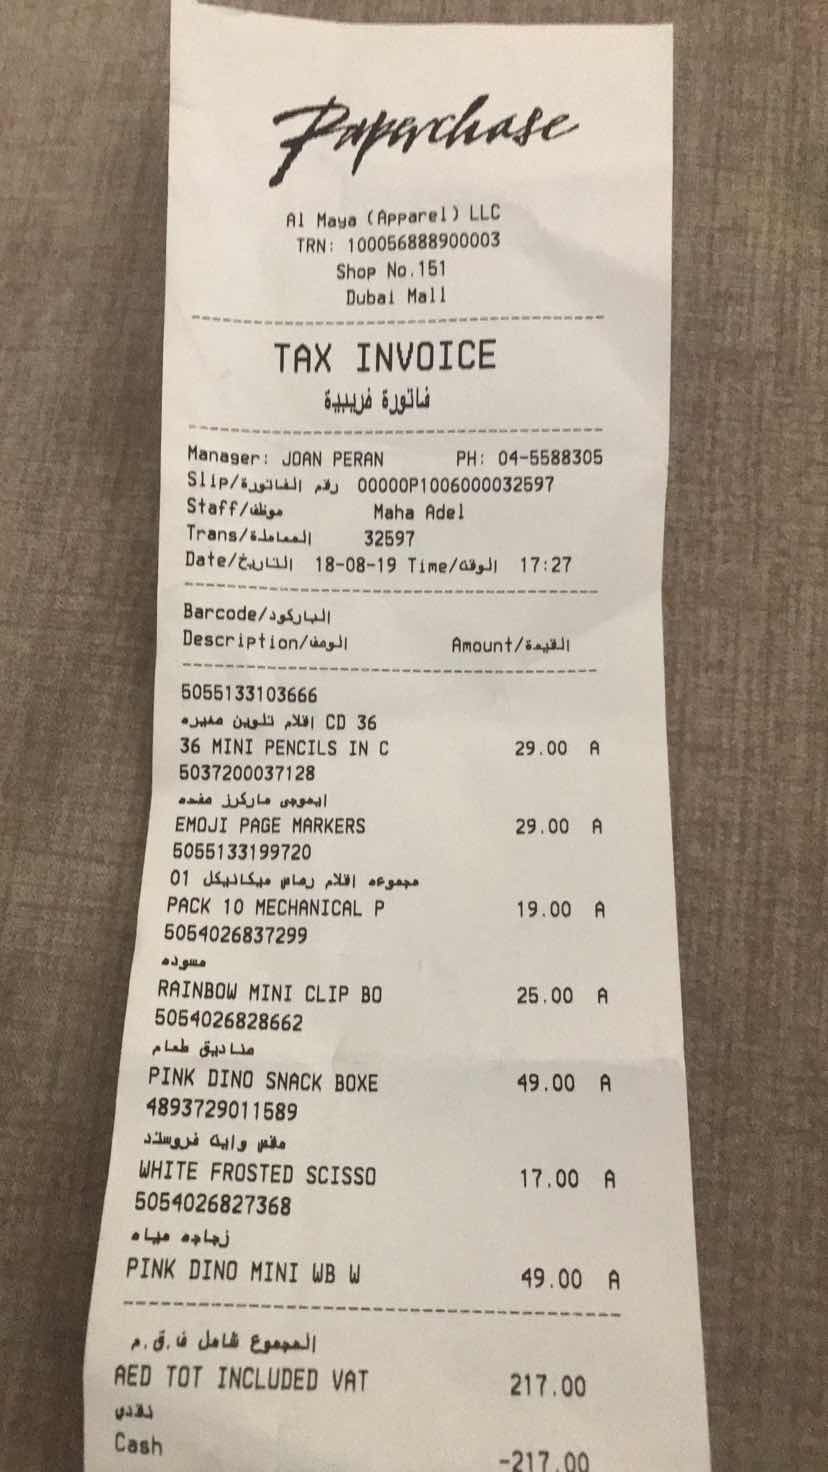 Paperchase
Al Maya (Apparel) LLC
TRN: 100056888900003
Shop No.151
Dubai Mall
TAX INVOICE
فاتورة ضريبية
Manager: JOAN PERAN PH: 04-5588305
Slip/رقم الفاتورة 00000P1006000032597
Staff/موظف Maha Adel
Trans/المعاملة 32597
Date/التاريخ 18-08-19 Time/الوقت 17:27
Barcode/الباركود
Description/الوصف Amount/القيمة
5055133103666
اقلام تلوين صغيره CD 36
36 MINI PENCILS IN C 29.00 A
5037200037128
ايموجى ماركرز صفحه
EMOJI PAGE MARKERS 29.00 A
5055133199720
مجموعه اقلام رصاص ميكانيكل 01
PACK 10 MECHANICAL P 19.00 A
5054026837299
مسوده
RAINBOW MINI CLIP BO 25.00 A
5054026828662
صناديق طعام
PINK DINO SNACK BOXE 49.00 A
4893729011589
مقص وايه فروستد
WHITE FROSTED SCISSO 17.00 A
5054026827368
زجاجه مياه
PINK DINO MINI WB W 49.00 A
المجموع شامل ض.ق.م
AED TOT INCLUDED VAT 217.00
نقدي
Cash -217.00